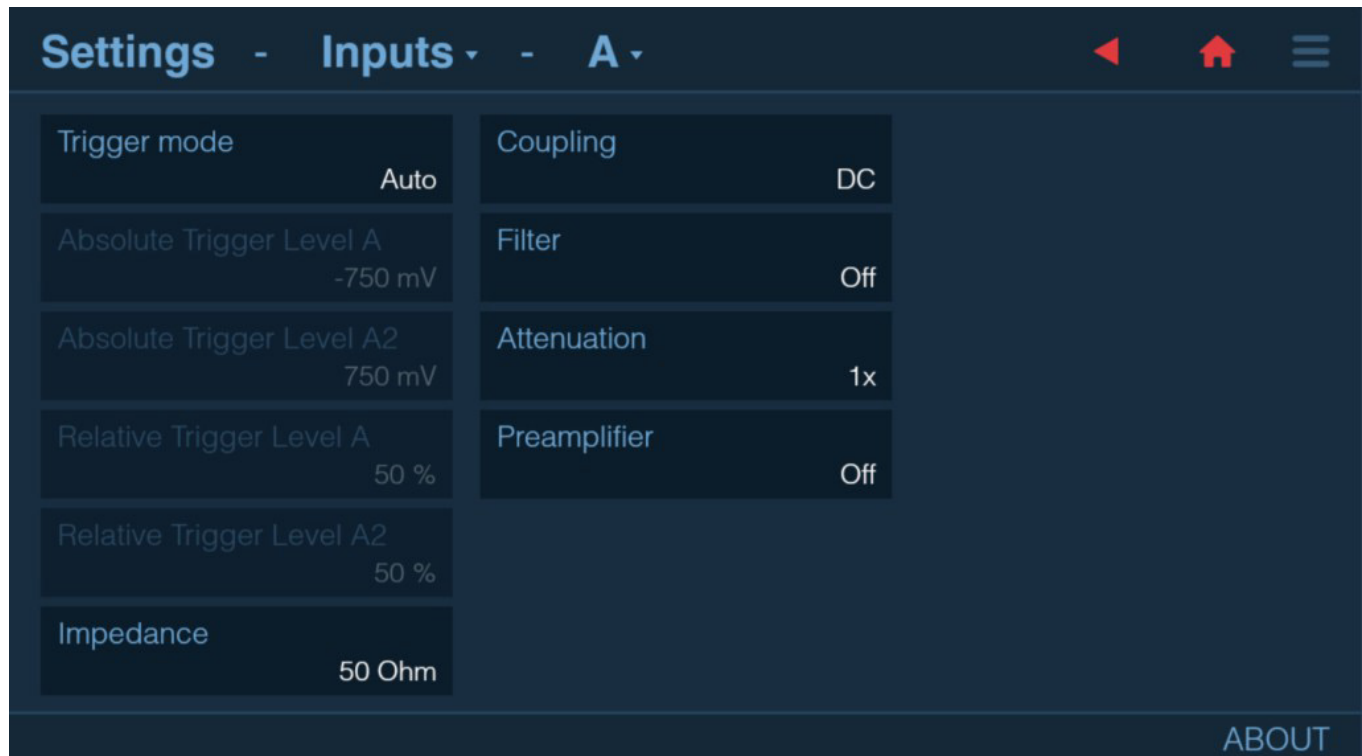 Settings - Inputs - A
Trigger mode
Auto
Absolute Trigger Level A
-750 mV
Absolute Trigger Level A2
750 mV
Relative Trigger Level A
50 %
Relative Trigger Level A2
50 %
Impedance
50 Ohm
Coupling
DC
Filter
Off
Attenuation
1x
Preamplifier
Off
ABOUT